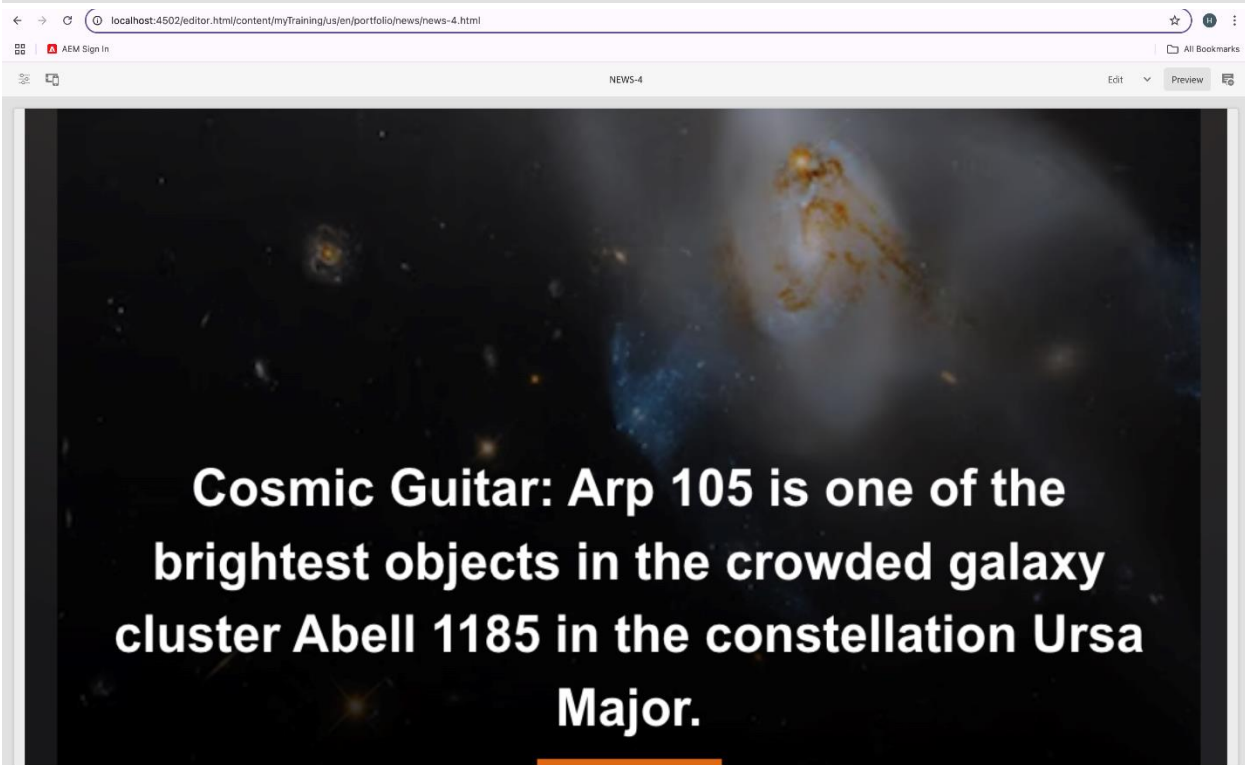 localhost:4502/editor.html/content/myTraining/us/en/portfolio/news/news-4.html
H
AEM Sign In
All Bookmarks
NEWS-4
Edit
Preview
Cosmic Guitar: Arp 105 is one of the
brightest objects in the crowded galaxy
cluster Abell 1185 in the constellation Ursa
Major.